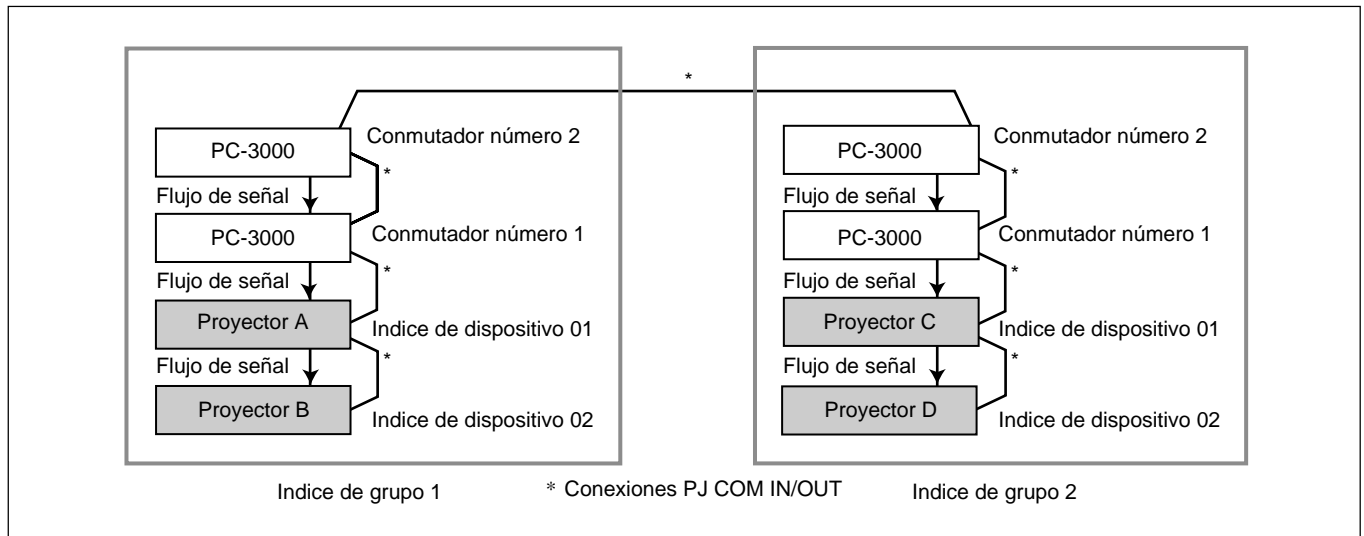 *
PC-3000
Conmutador número 2
*
Flujo de señal
PC-3000
Conmutador número 1
*
Flujo de señal
Proyector A
Indice de dispositivo 01
*
Flujo de señal
Proyector B
Indice de dispositivo 02
PC-3000
Conmutador número 2
*
Flujo de señal
PC-3000
Conmutador número 1
*
Flujo de señal
Proyector C
Indice de dispositivo 01
*
Flujo de señal
Proyector D
Indice de dispositivo 02
Indice de grupo 1
* Conexiones PJ COM IN/OUT
Indice de grupo 2